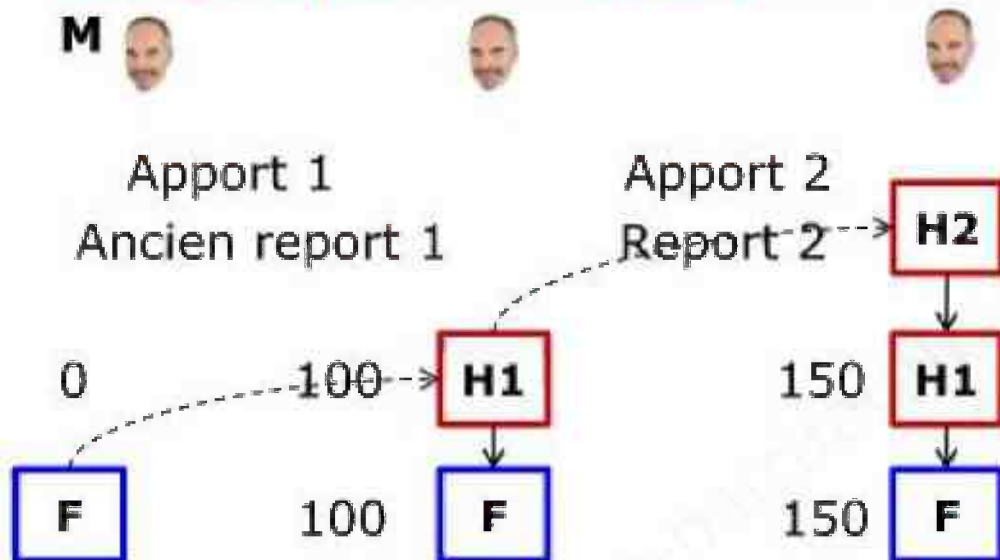 M
Apport 1 Apport 2
Ancien report 1 Report 2 H2
0 100 H1 150 H1
F 100 F 150 F